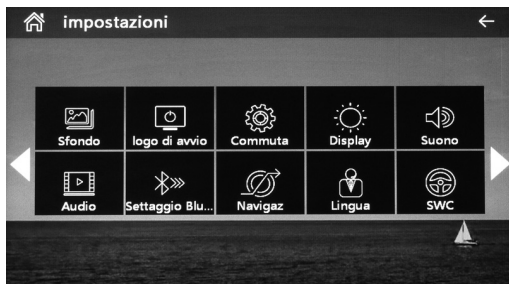 impostazioni
Sfondo
logo di avvio
Commuta
Display
Suono
Audio
Settaggio Blu...
Navigaz
Lingua
SWC